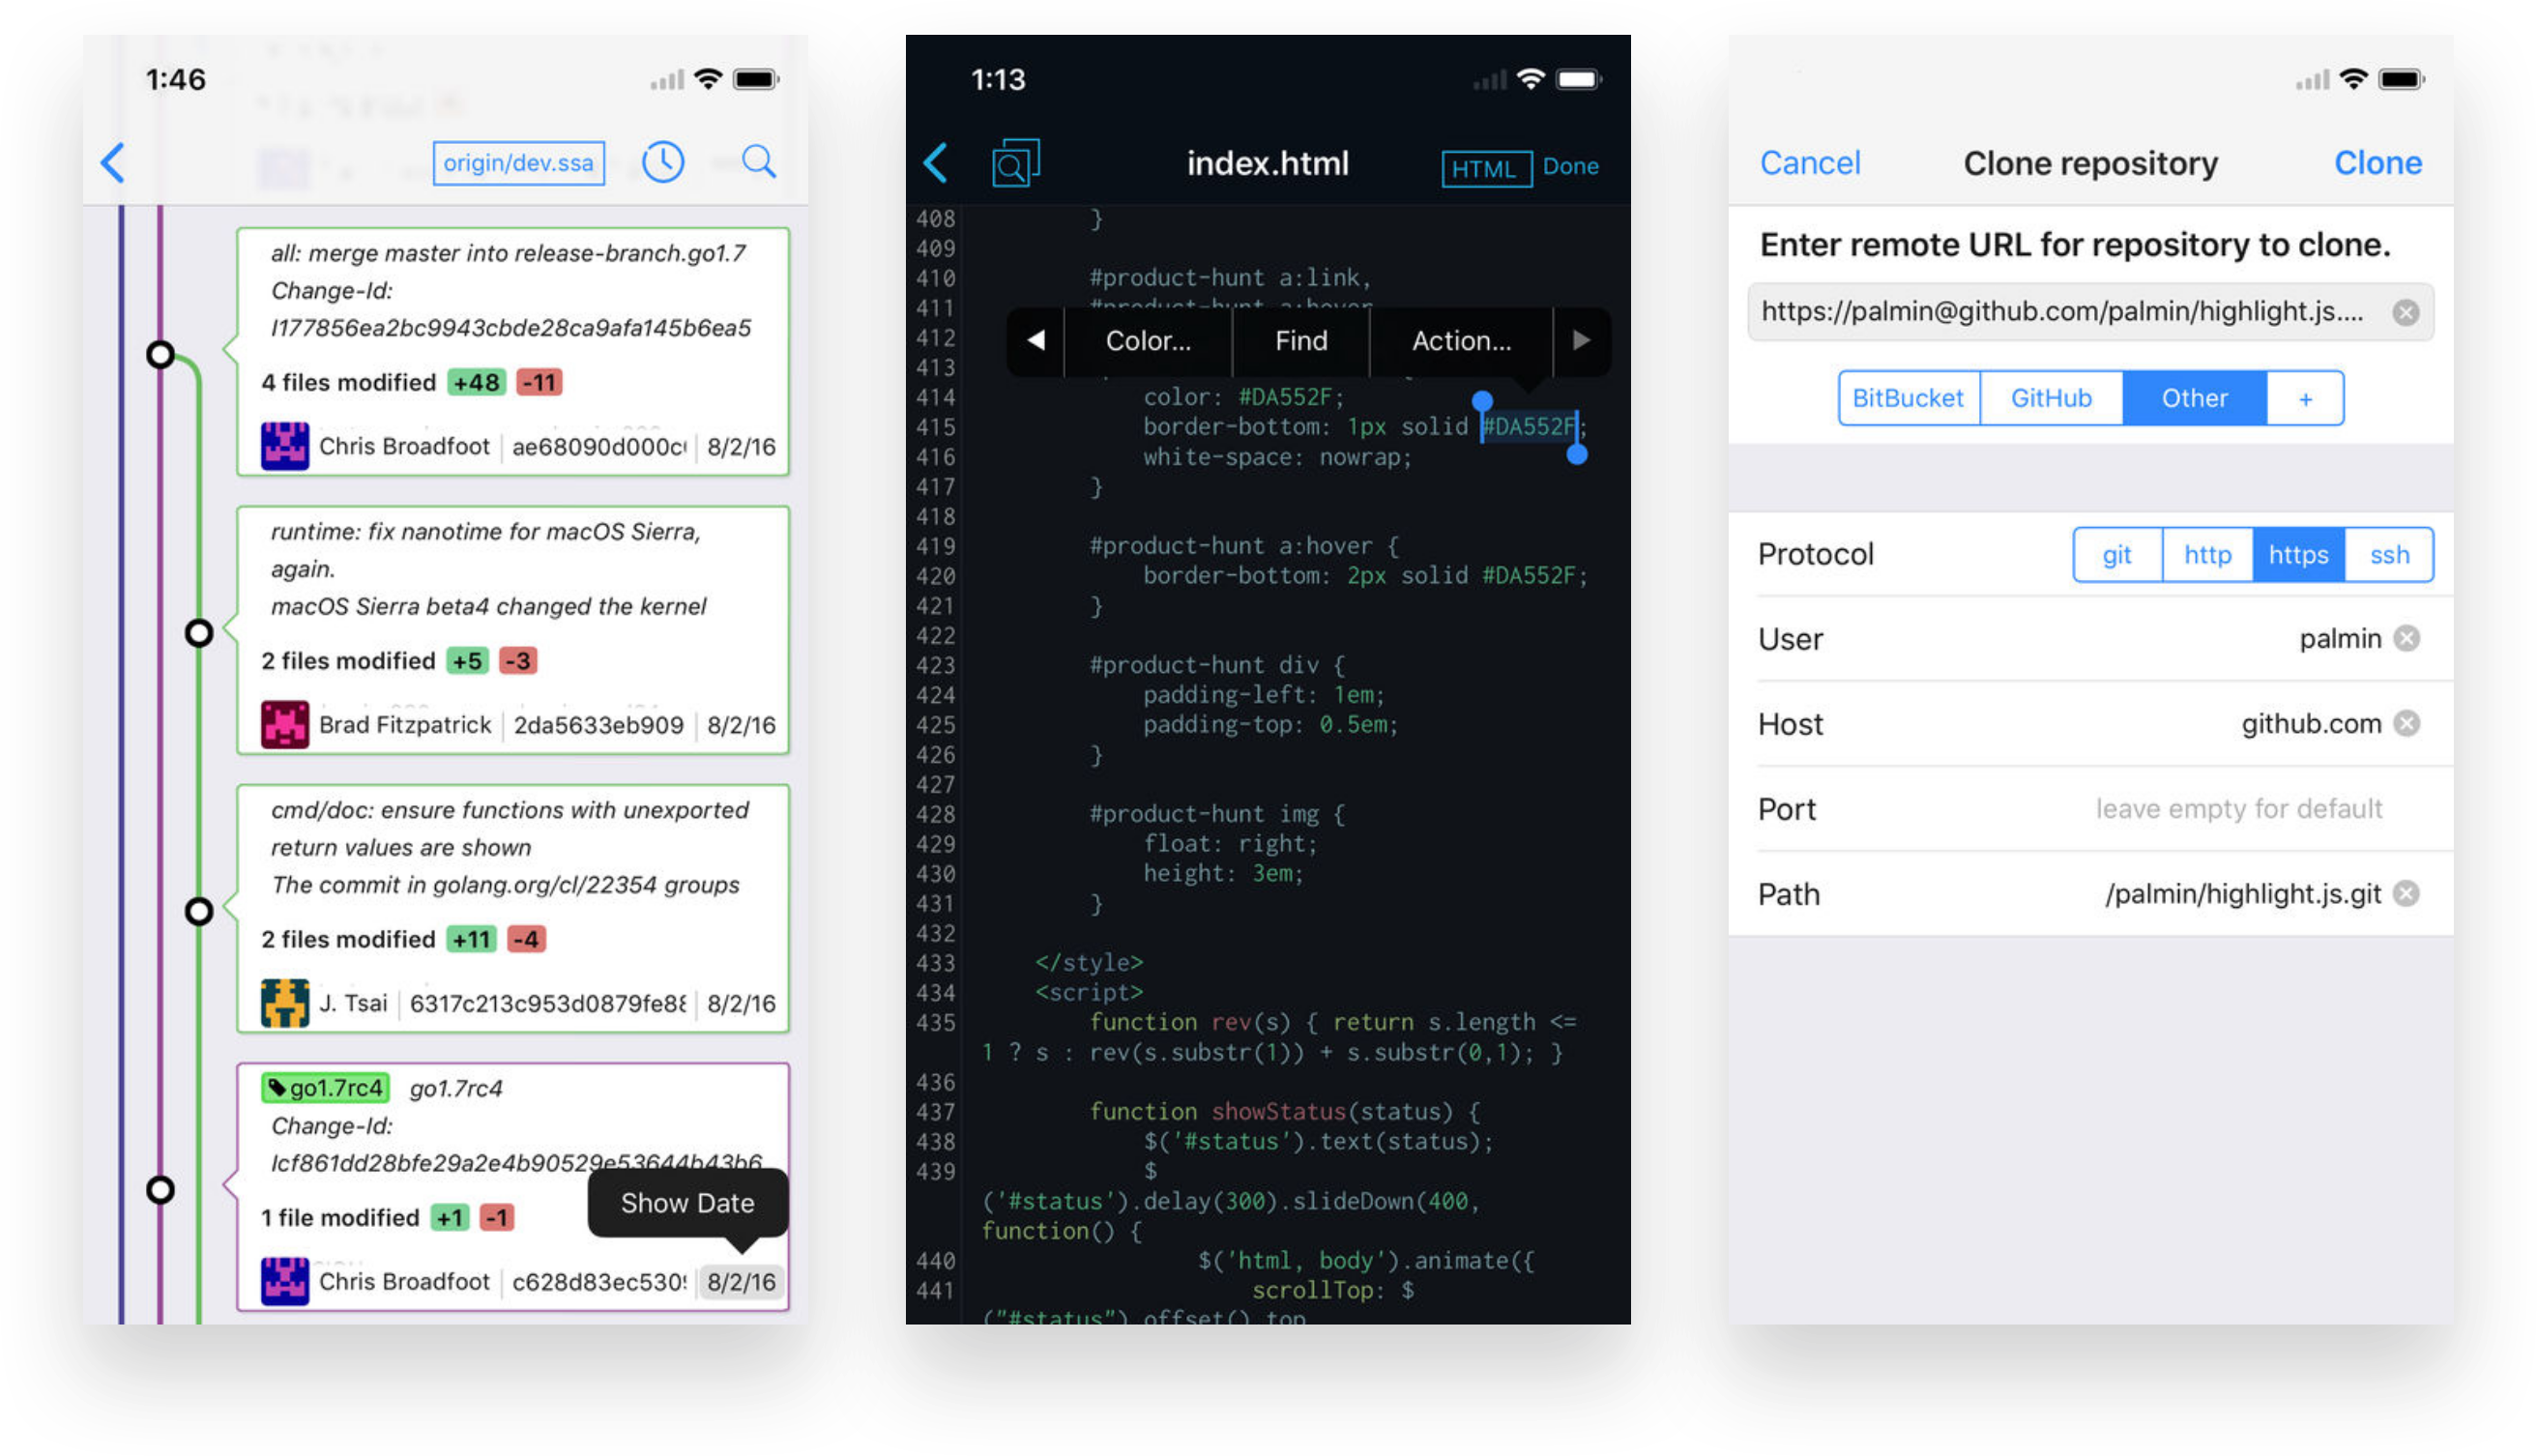 1:46
origin/dev.ssa
all: merge master into release-branch.go1.7
Change-Id:
I177856ea2bc9943cbde28ca9afa145b6ea5
4 files modified +48 -11
Chris Broadfoot ae68090d000c 8/2/16
runtime: fix nanotime for macOS Sierra,
again.
macOS Sierra beta4 changed the kernel
2 files modified +5 -3
Brad Fitzpatrick 2da5633eb909 8/2/16
cmd/doc: ensure functions with unexported
return values are shown
The commit in golang.org/cl/22354 groups
2 files modified +11 -4
J. Tsai 6317c213c953d0879fe8 8/2/16
go1.7rc4 go1.7rc4
Change-Id:
Icf861dd28bfe29a2e4b90529e53644b43b6
1 file modified +1 -1
Show Date
Chris Broadfoot c628d83ec530 8/2/16
1:13
index.html HTML Done
408 }
409
410 #product-hunt a:link,
411 #product-hunt a:hover
412
413
◀ Color... Find Action... ▶
414 color: #DA552F;
415 border-bottom: 1px solid #DA552F;
416 white-space: nowrap;
417 }
418
419 #product-hunt a:hover {
420 border-bottom: 2px solid #DA552F;
421 }
422
423 #product-hunt div {
424 padding-left: 1em;
425 padding-top: 0.5em;
426 }
427
428 #product-hunt img {
429 float: right;
430 height: 3em;
431 }
432
433 </style>
434 <script>
435 function rev(s) { return s.length <=
1 ? s : rev(s.substr(1)) + s.substr(0,1); }
436
437 function showStatus(status) {
438 $('#status').text(status);
439 $
('#status').delay(300).slideDown(400,
function() {
440 $('html, body').animate({
441 scrollTop: $
("#status").offset().top
Cancel Clone repository Clone
Enter remote URL for repository to clone.
https://palmin@github.com/palmin/highlight.js....
BitBucket GitHub Other +
Protocol git http https ssh
User palmin
Host github.com
Port leave empty for default
Path /palmin/highlight.js.git